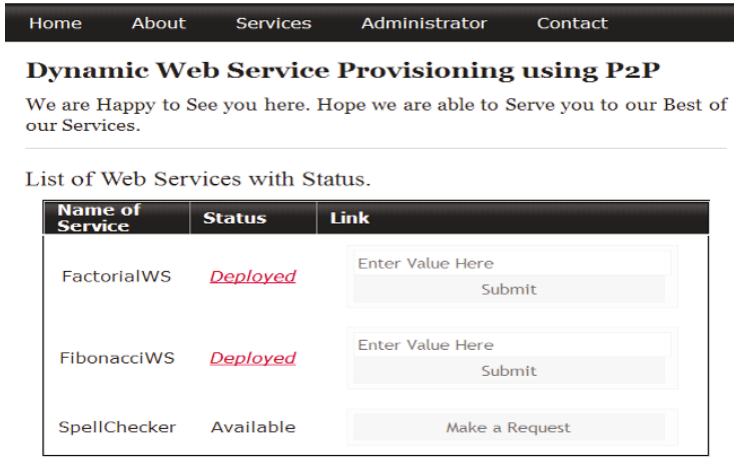 Home About Services Administrator Contact
Dynamic Web Service Provisioning using P2P
We are Happy to See you here. Hope we are able to Serve you to our Best of
our Services.
List of Web Services with Status.
Name of Service Status Link
FactorialWS Deployed Enter Value Here
Submit
FibonacciWS Deployed Enter Value Here
Submit
SpellChecker Available Make a Request